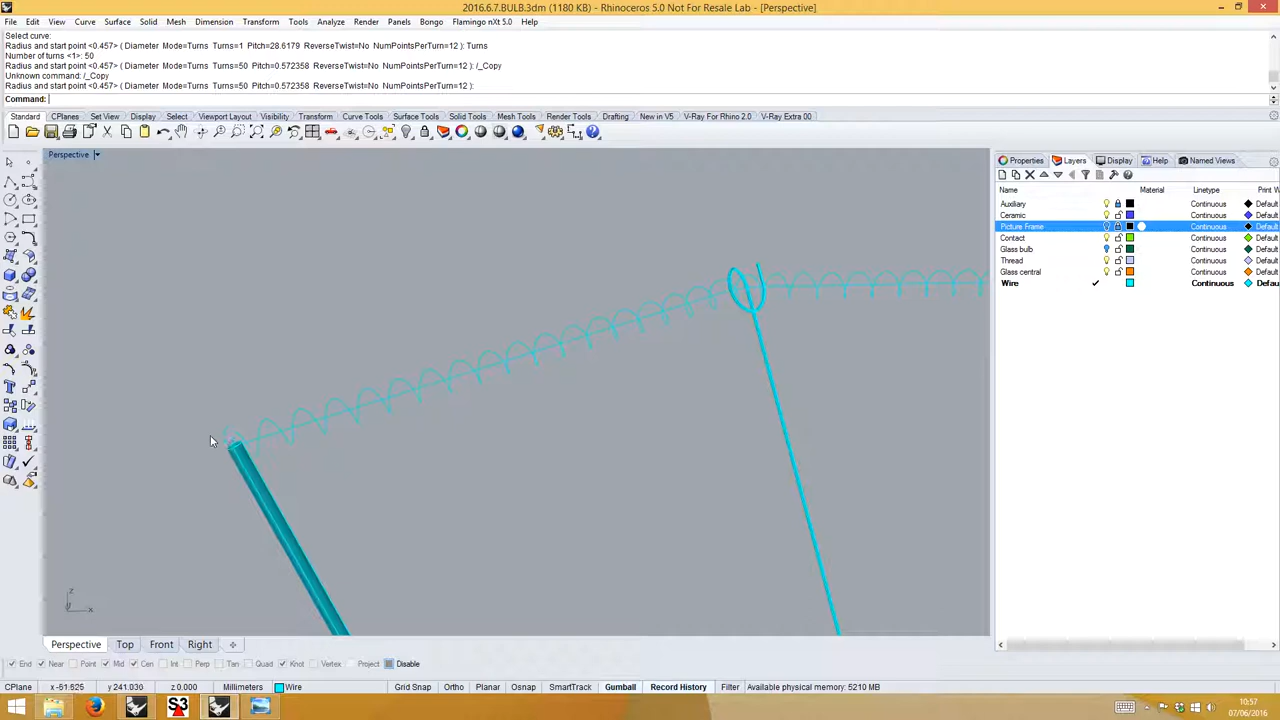 2016.6.7.BULB.3dm (1180 KB) - Rhinoceros 5.0 Not For Resale Lab - [Perspective]
File Edit View Curve Surface Solid Mesh Dimension Transform Tools Analyze Render Panels Bongo Flamingo nXt 5.0 Help
Select curve:
Radius and start point <0.457> ( Diameter Mode=Turns Turns=1 Pitch=28.6179 ReverseTwist=No NumPointsPerTurn=12 ): Turns
Number of turns <1>: 50
Radius and start point <0.457> ( Diameter Mode=Turns Turns=50 Pitch=0.572358 ReverseTwist=No NumPointsPerTurn=12 ): /_Copy
Unknown command: /_Copy
Radius and start point <0.457> ( Diameter Mode=Turns Turns=50 Pitch=0.572358 ReverseTwist=No NumPointsPerTurn=12 ):
Command:
Standard CPlanes Set View Display Select Viewport Layout Visibility Transform Curve Tools Surface Tools Solid Tools Mesh Tools Render Tools Drafting New in V5 V-Ray For Rhino 2.0 V-Ray Extra 00
Perspective
Properties Layers Display Help Named Views
Name Material Linetype Print W
Auxiliary Continuous Default
Ceramic Continuous Default
Picture Frame Continuous Default
Contact Continuous Default
Glass bulb Continuous Default
Thread Continuous Default
Glass central Continuous Default
Wire Continuous Defau
z
y x
Perspective Top Front Right
End Near Point Mid Cen Int Perp Tan Quad Knot Vertex Project Disable
CPlane x -51.625 y 241.030 z 0.000 Millimeters Wire Grid Snap Ortho Planar Osnap SmartTrack Gumball Record History Filter Available physical memory: 5210 MB
S3
10:57
07/06/2016